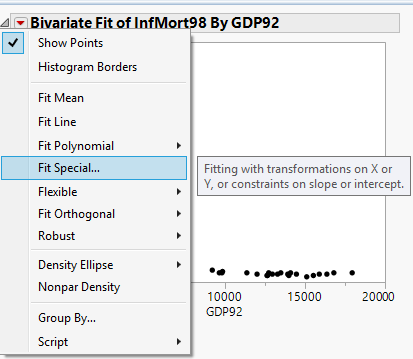 Bivariate Fit of InfMort98 By GDP92
Show Points
Histogram Borders
Fit Mean
Fit Line
Fit Polynomial
Fit Special...
Fitting with transformations on X or
Y, or constraints on slope or intercept.
Flexible
Fit Orthogonal
Robust
Density Ellipse
Nonpar Density
Group By...
Script
10000 15000 20000
GDP92